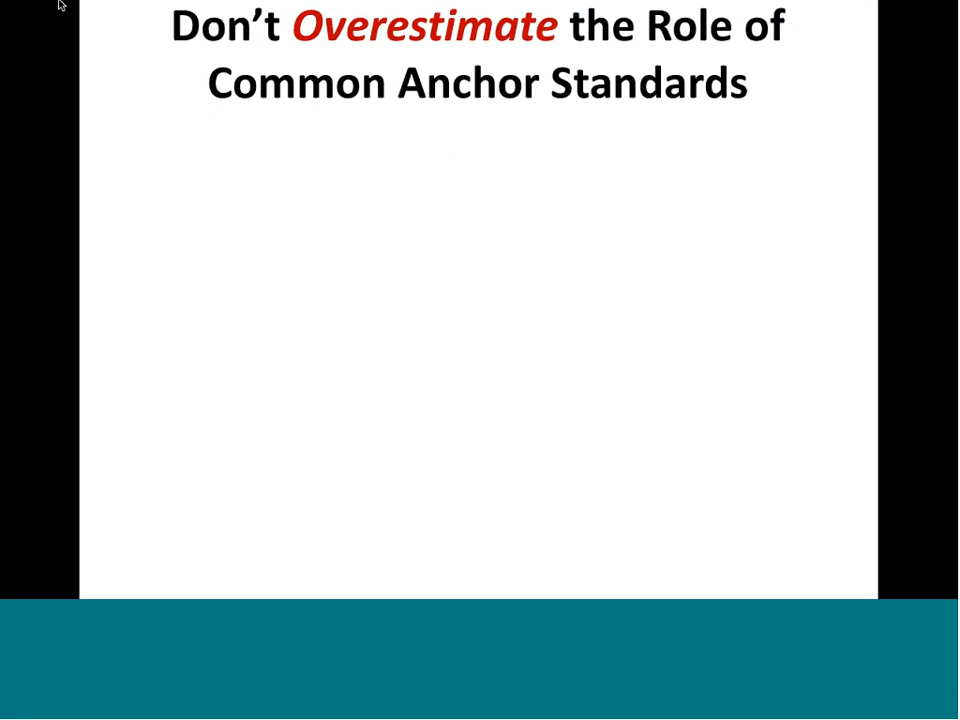 Don’t Overestimate the Role of
Common Anchor Standards